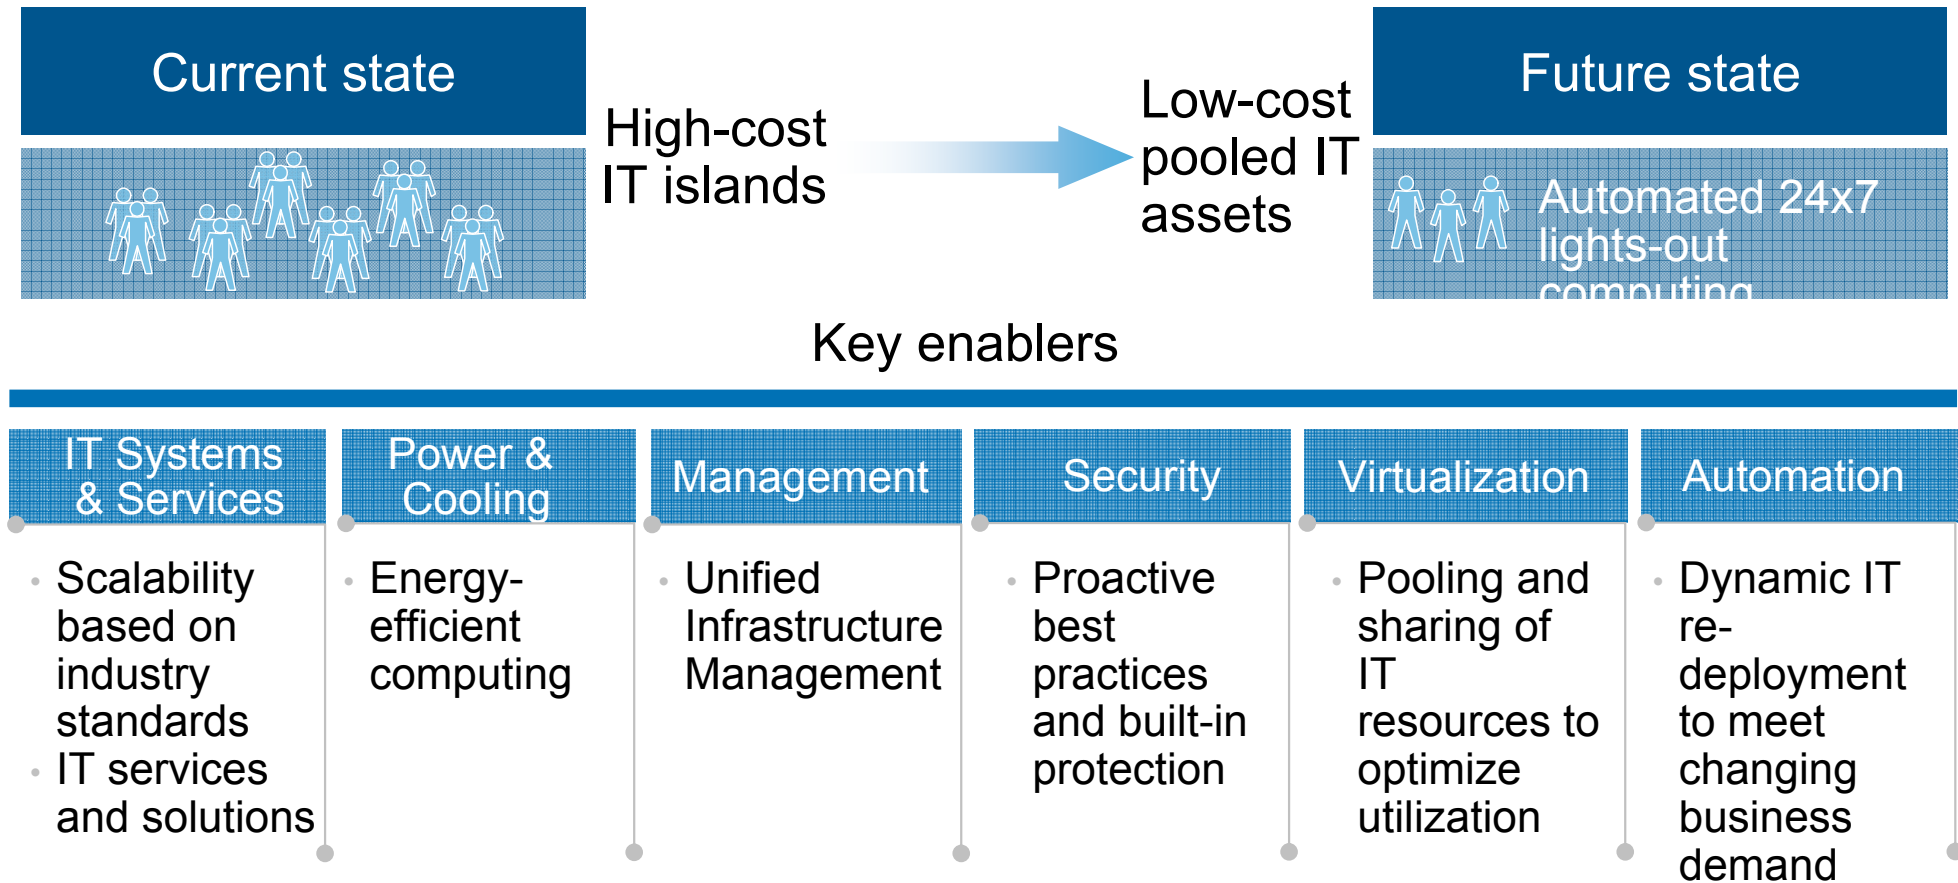 Current state
High-cost
IT islands
Low-cost
pooled IT
assets
Future state
Automated 24x7
lights-out
computing
Key enablers
IT Systems
& Services
• Scalability
based on
industry
standards
• IT services
and solutions
Power &
Cooling
• Energy-
efficient
computing
Management
• Unified
Infrastructure
Management
Security
• Proactive
best
practices
and built-in
protection
Virtualization
• Pooling and
sharing of
IT
resources to
optimize
utilization
Automation
• Dynamic IT
re-
deployment
to meet
changing
business
demand